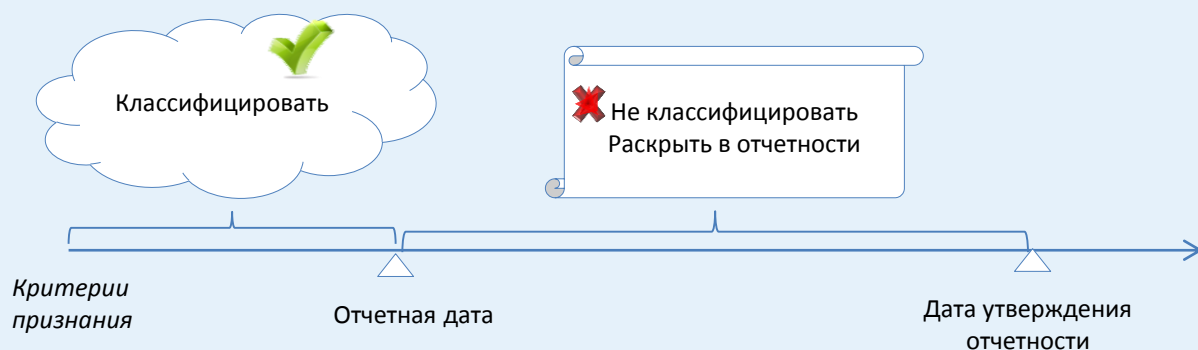 Классифицировать
Не классифицировать
Раскрыть в отчетности
Критерии
признания
Отчетная дата
Дата утверждения
отчетности